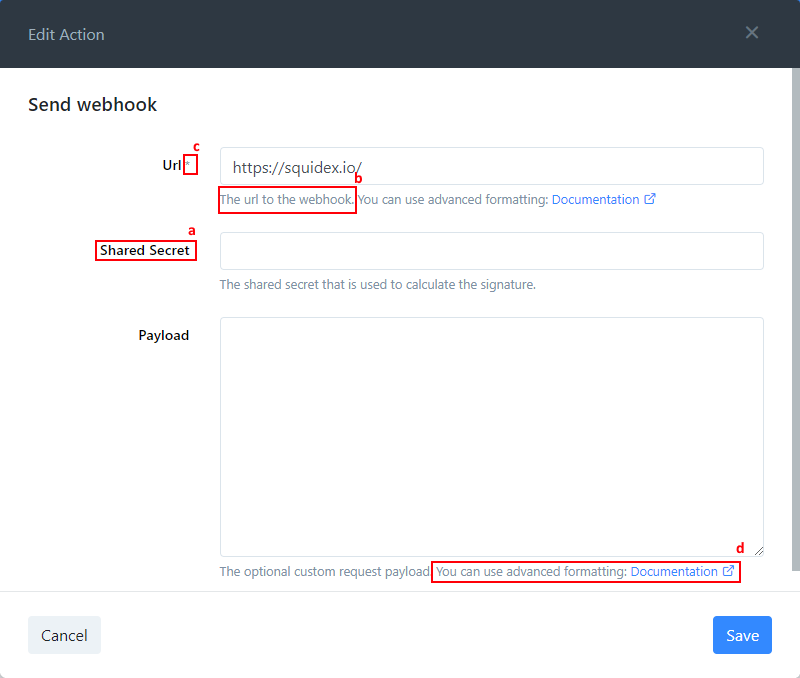 Edit Action
Send webhook
c
Url *
https://squidex.io/
b
The url to the webhook. You can use advanced formatting: Documentation
a
Shared Secret
The shared secret that is used to calculate the signature.
Payload
d
The optional custom request payload. You can use advanced formatting: Documentation
Cancel
Save